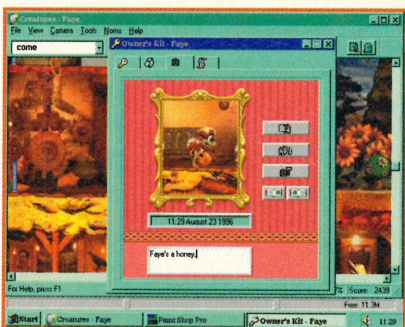 Creatures - Faye
File View Camera Tools Norns Help
come
Owner's Kit - Faye
11:29 August 23 1996
Faye's a honey.
For Help, press F1
% Score: 2439
Free: 11.3M
Start
Creatures - Faye
Paint Shop Pro
Owner's Kit - Faye
11:29